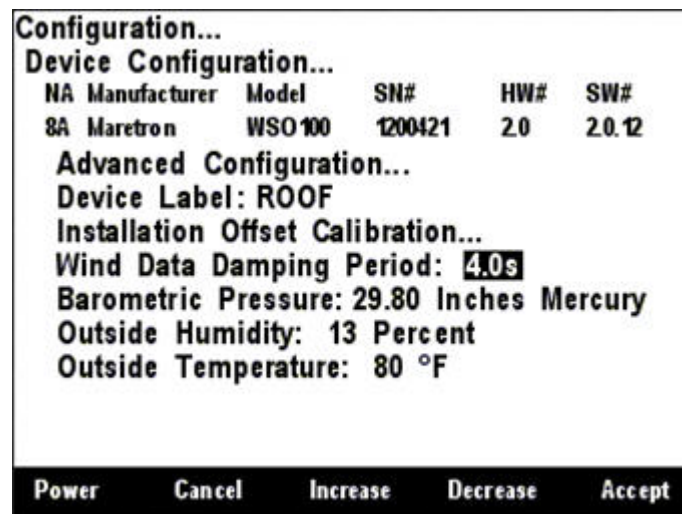 Configuration...
Device Configuration...
NA Manufacturer Model SN# HW# SW#
8A Maretron WSO100 1200421 2.0 2.0.12
Advanced Configuration...
Device Label: ROOF
Installation Offset Calibration...
Wind Data Damping Period: 4.0s
Barometric Pressure: 29.80 Inches Mercury
Outside Humidity: 13 Percent
Outside Temperature: 80 °F
Power Cancel Increase Decrease Accept